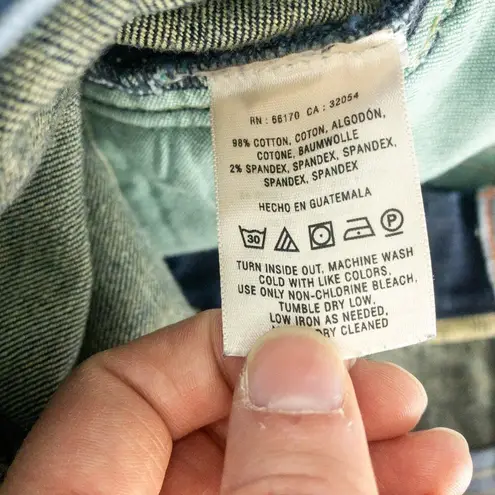 RN : 66170 CA : 32054
98% COTTON, COTON, ALGODÓN,
COTONE, BAUMWOLLE
2% SPANDEX, SPANDEX, SPANDEX,
SPANDEX, SPANDEX
HECHO EN GUATEMALA
30 P
TURN INSIDE OUT, MACHINE WASH
COLD WITH LIKE COLORS,
USE ONLY NON-CHLORINE BLEACH,
TUMBLE DRY LOW,
LOW IRON AS NEEDED,
DRY CLEANED